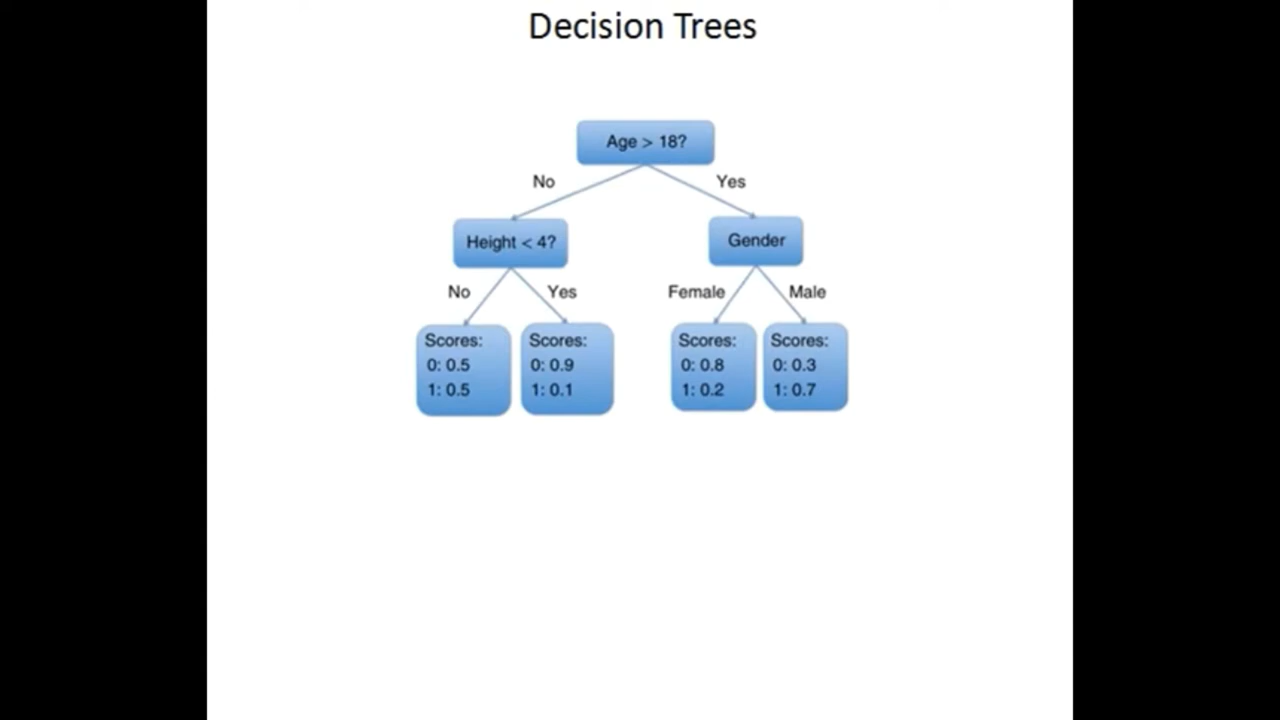 Decision Trees
Age > 18?
No
Yes
Height < 4?
Gender
No
Yes
Female
Male
Scores:
0: 0.5
1: 0.5
Scores:
0: 0.9
1: 0.1
Scores:
0: 0.8
1: 0.2
Scores:
0: 0.3
1: 0.7